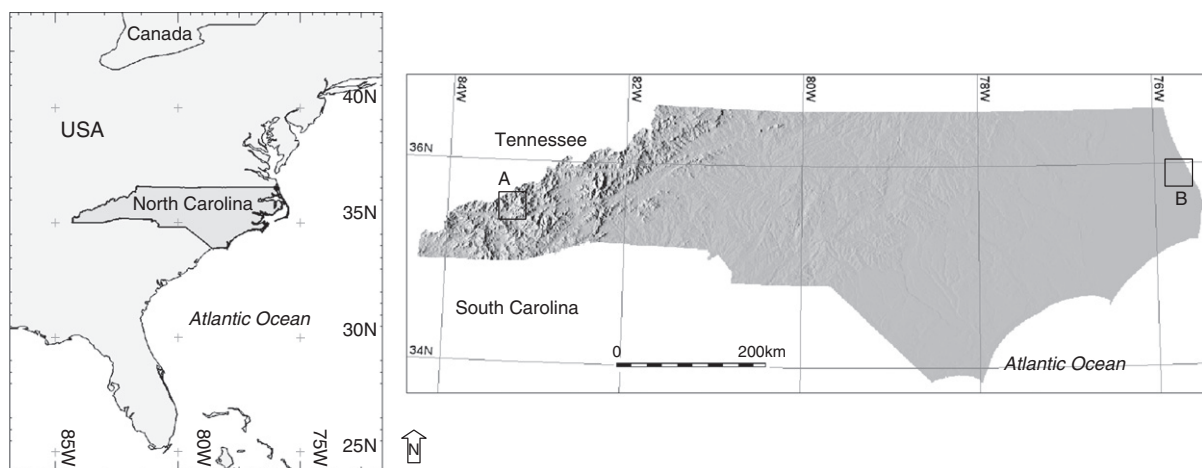 Canada
USA
North Carolina
Atlantic Ocean
40N
35N
30N
25N
85W
80W
75W
84W
82W
80W
78W
76W
36N
Tennessee
A
B
South Carolina
34N
0 200km
Atlantic Ocean
N